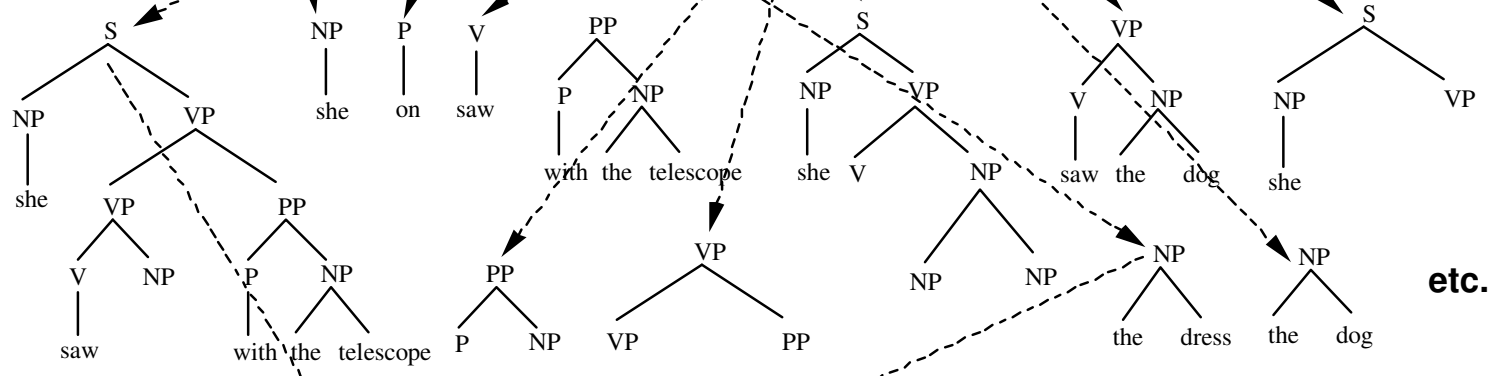 S NP P V PP S VP S
NP VP she on saw P NP NP VP V NP NP VP
she with the telescope she V NP saw the dog she
VP PP
V NP P NP PP VP NP NP NP NP etc.
saw with the telescope P NP VP PP the dress the dog